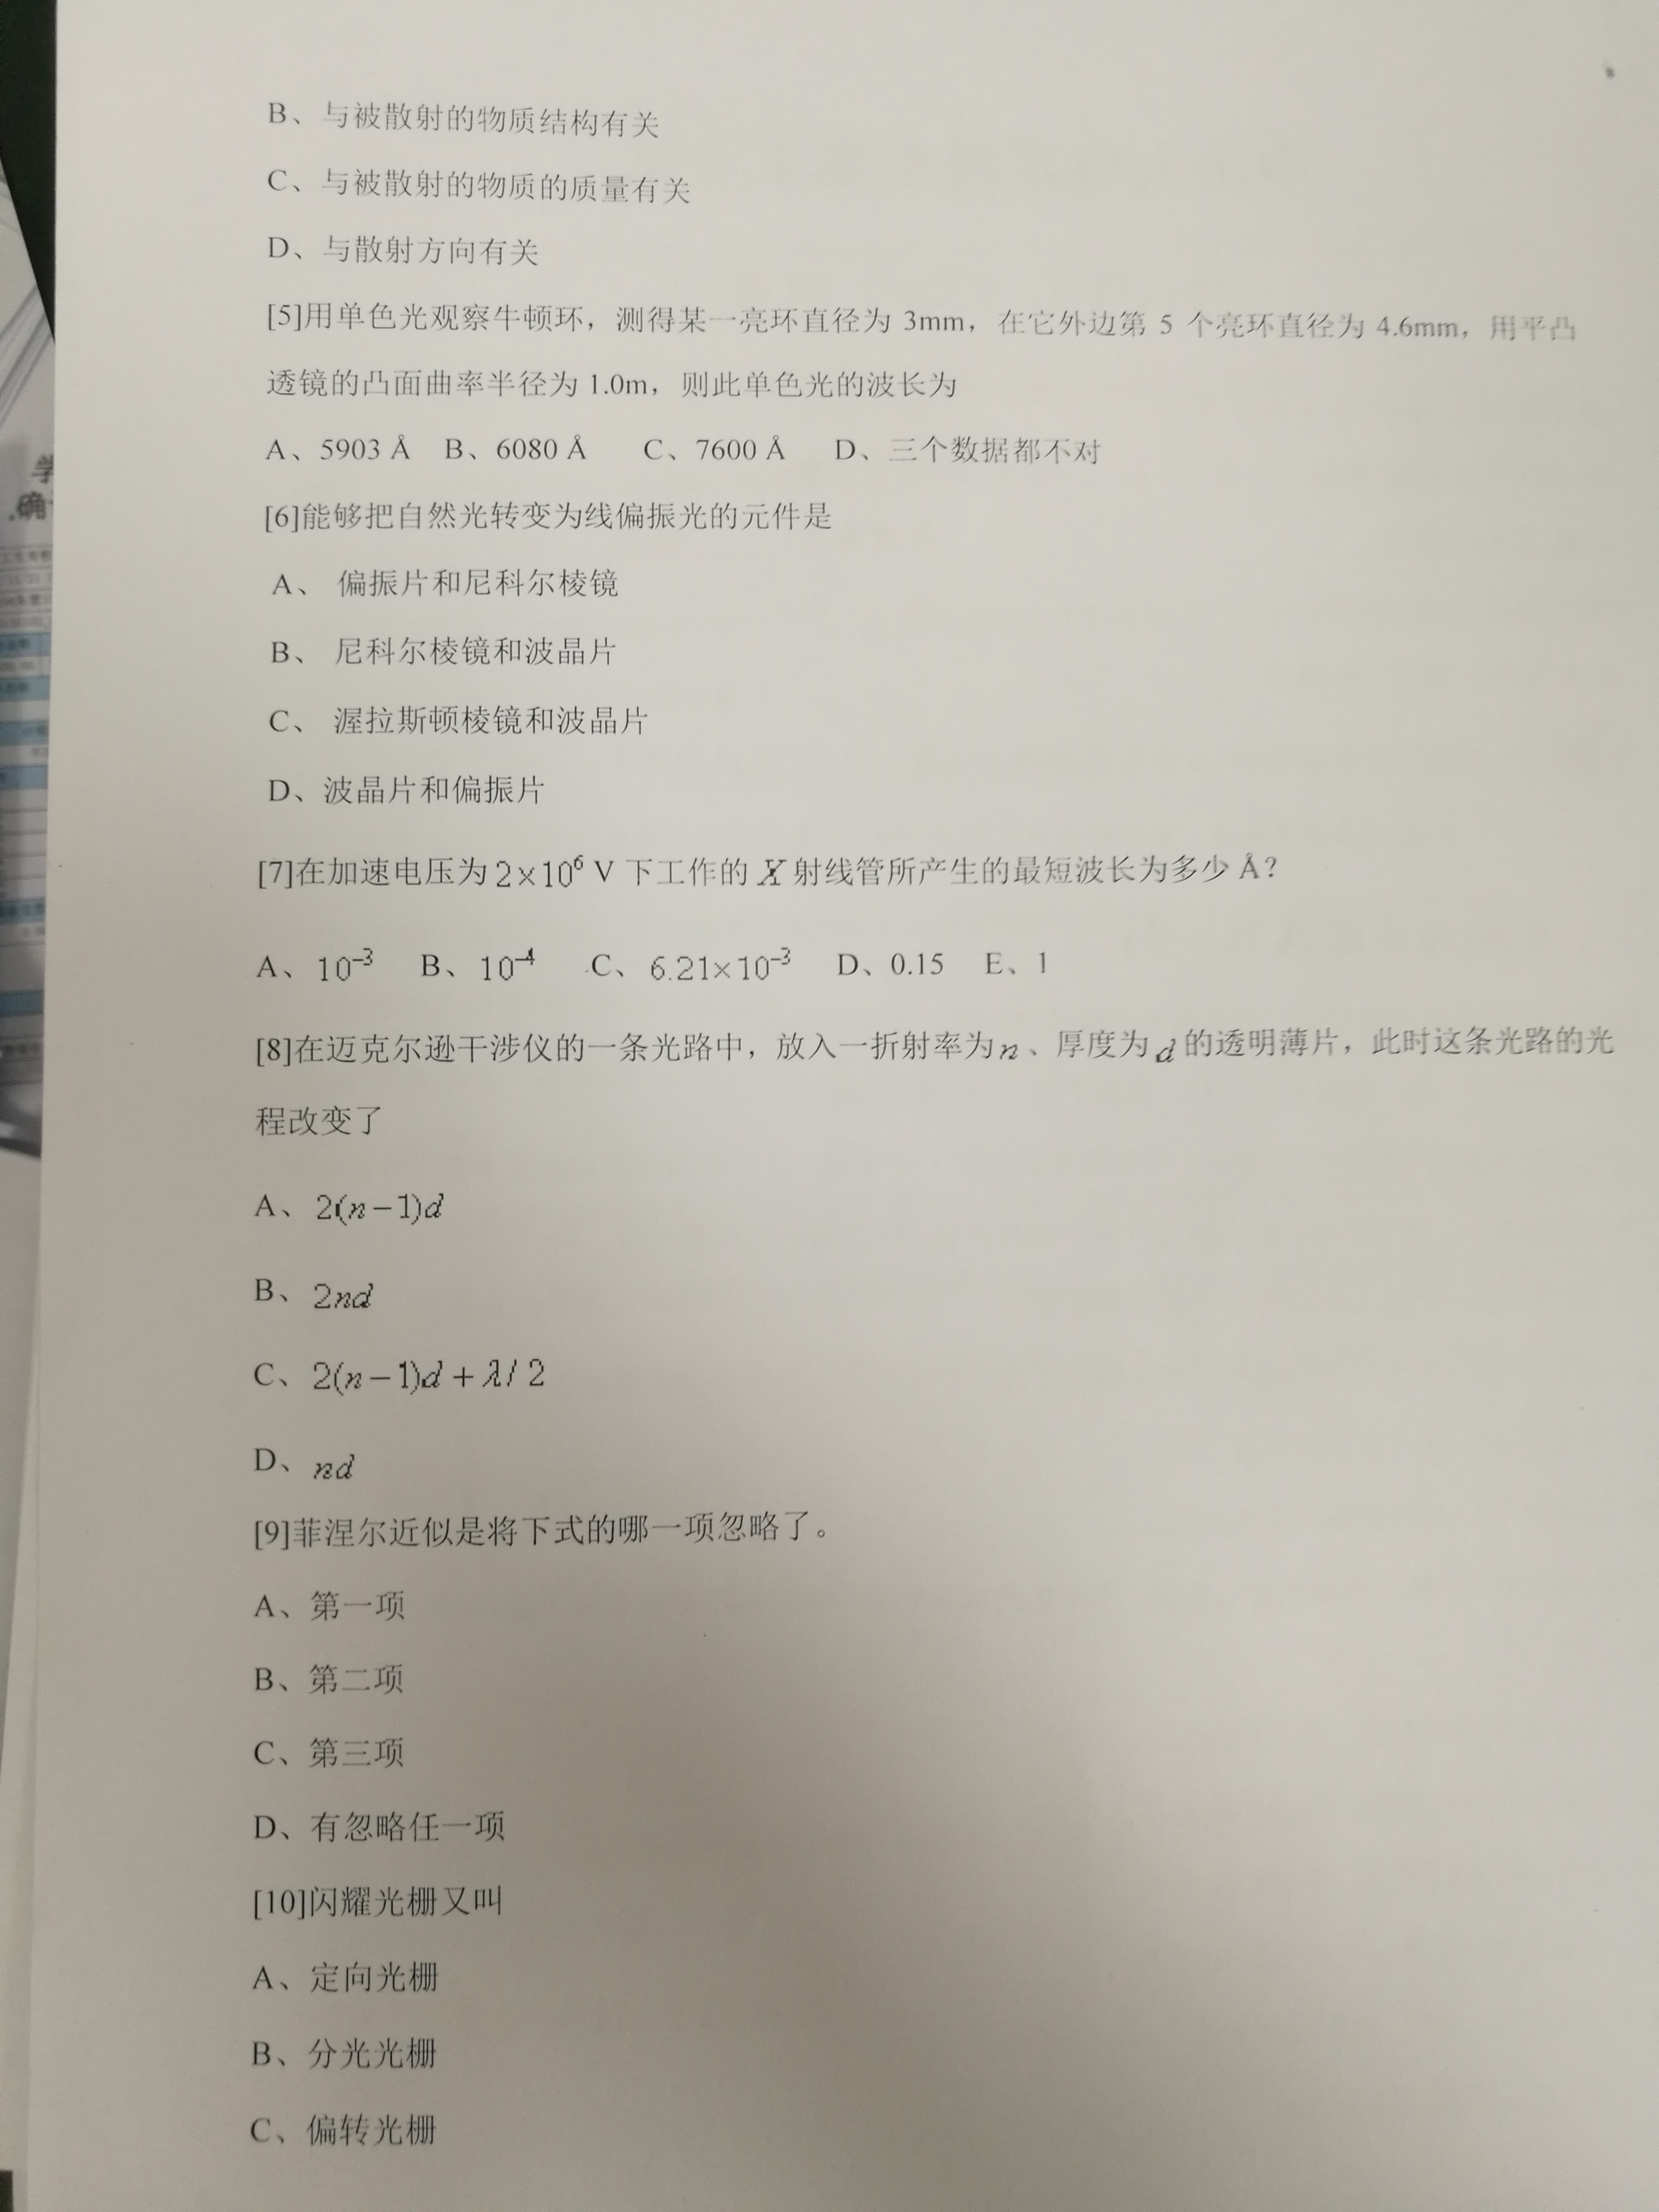 B、与被散射的物质结构有关
C、与被散射的物质的质量有关
D、与散射方向有关
[5]用单色光观察牛顿环，测得某一亮环直径为 3mm，在它外边第 5 个亮环直径为 4.6mm，用平凸
透镜的凸面曲率半径为 1.0m，则此单色光的波长为
A、5903 Å B、6080 Å C、7600 Å D、三个数据都不对
[6]能够把自然光转变为线偏振光的元件是
A、 偏振片和尼科尔棱镜
B、 尼科尔棱镜和波晶片
C、 渥拉斯顿棱镜和波晶片
D、波晶片和偏振片
[7]在加速电压为 2×10⁶ V 下工作的 X 射线管所产生的最短波长为多少 Å？
A、10⁻³ B、10⁻⁴ C、6.21×10⁻³ D、0.15 E、1
[8]在迈克尔逊干涉仪的一条光路中，放入一折射率为 n 、厚度为 d 的透明薄片，此时这条光路的光
程改变了
A、2(n−1)d
B、2nd
C、2(n−1)d + λ/ 2
D、nd
[9]菲涅尔近似是将下式的哪一项忽略了。
A、第一项
B、第二项
C、第三项
D、有忽略任一项
[10]闪耀光栅又叫
A、定向光栅
B、分光光栅
C、偏转光栅
学
确